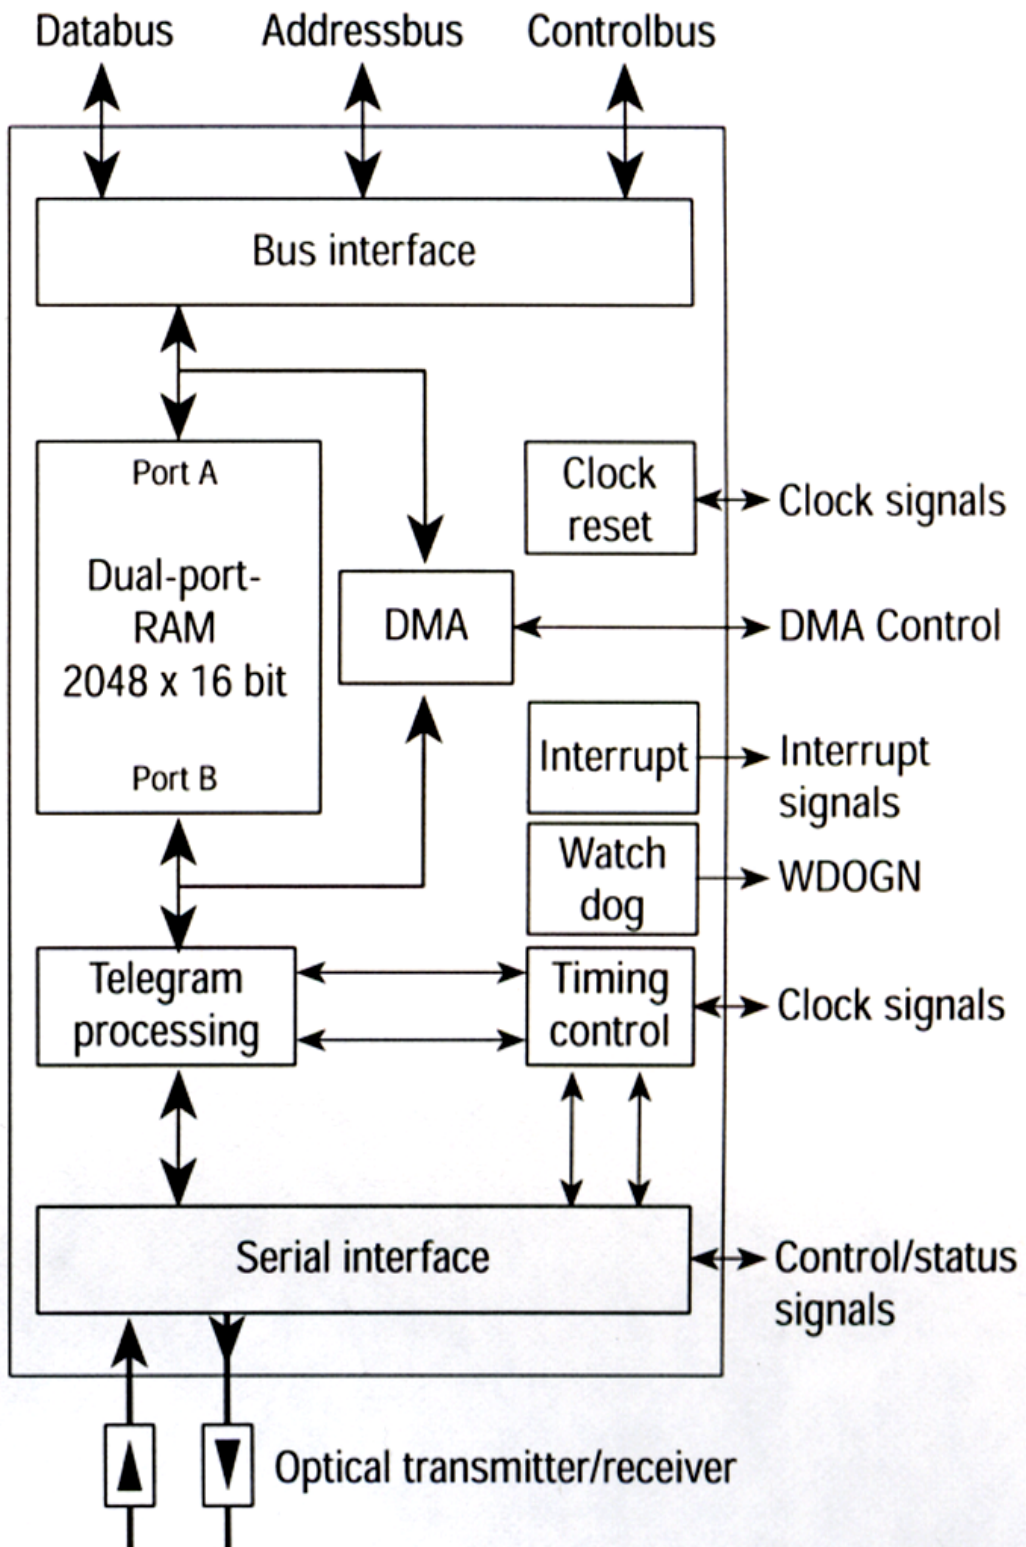 Databus Addressbus Controlbus
Bus interface
Port A
Dual-port-
RAM
2048 x 16 bit
Port B
DMA
Clock
reset
Clock signals
DMA Control
Interrupt
Interrupt
signals
Watch
dog
WDOGN
Telegram
processing
Timing
control
Clock signals
Serial interface
Control/status
signals
Optical transmitter/receiver